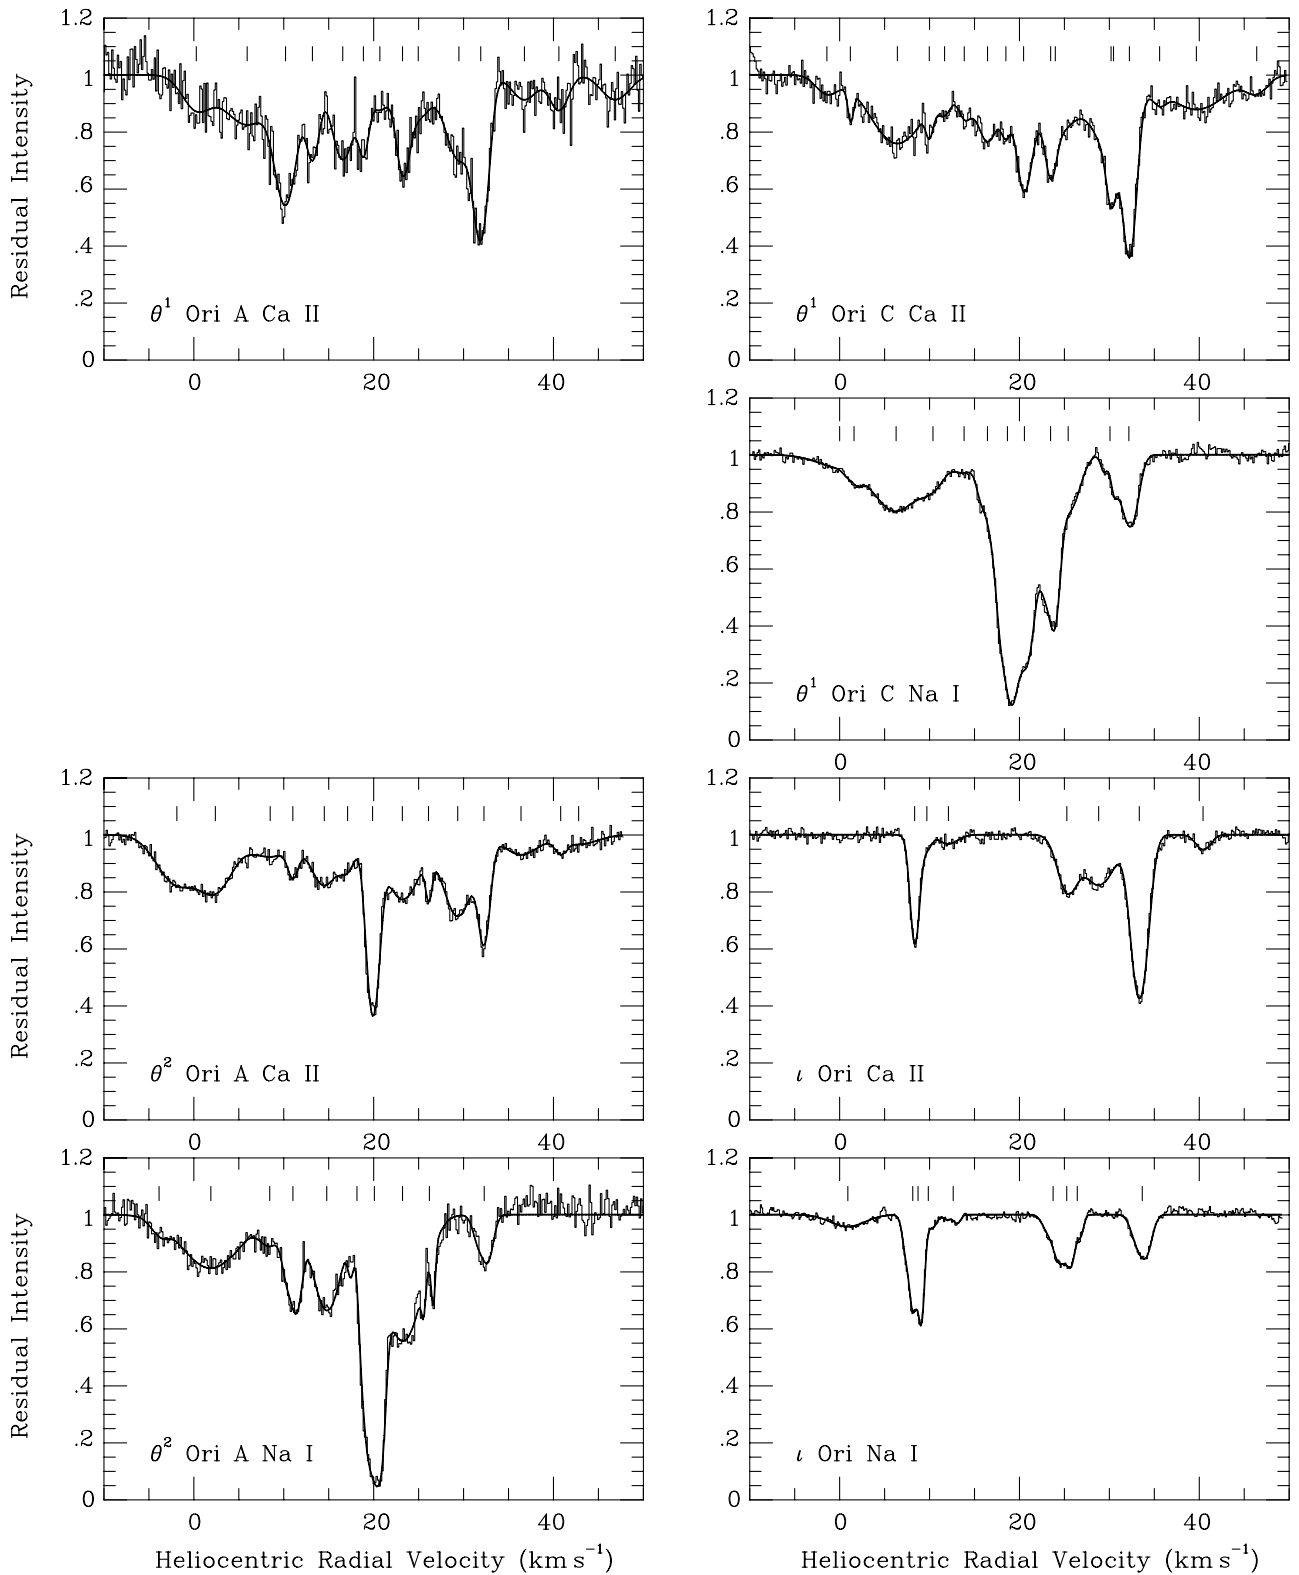 1.2
1
.8
.6
.4
.2
0
Residual Intensity
θ¹ Ori A Ca II
0 20 40
1.2
1
.8
.6
.4
.2
0
θ¹ Ori C Ca II
0 20 40
1.2
1
.8
.6
.4
.2
0
θ¹ Ori C Na I
0 20 40
1.2
1
.8
.6
.4
.2
0
Residual Intensity
θ² Ori A Ca II
0 20 40
1.2
1
.8
.6
.4
.2
0
ι Ori Ca II
0 20 40
1.2
1
.8
.6
.4
.2
0
Residual Intensity
θ² Ori A Na I
0 20 40
Heliocentric Radial Velocity (km s⁻¹)
1.2
1
.8
.6
.4
.2
0
ι Ori Na I
0 20 40
Heliocentric Radial Velocity (km s⁻¹)